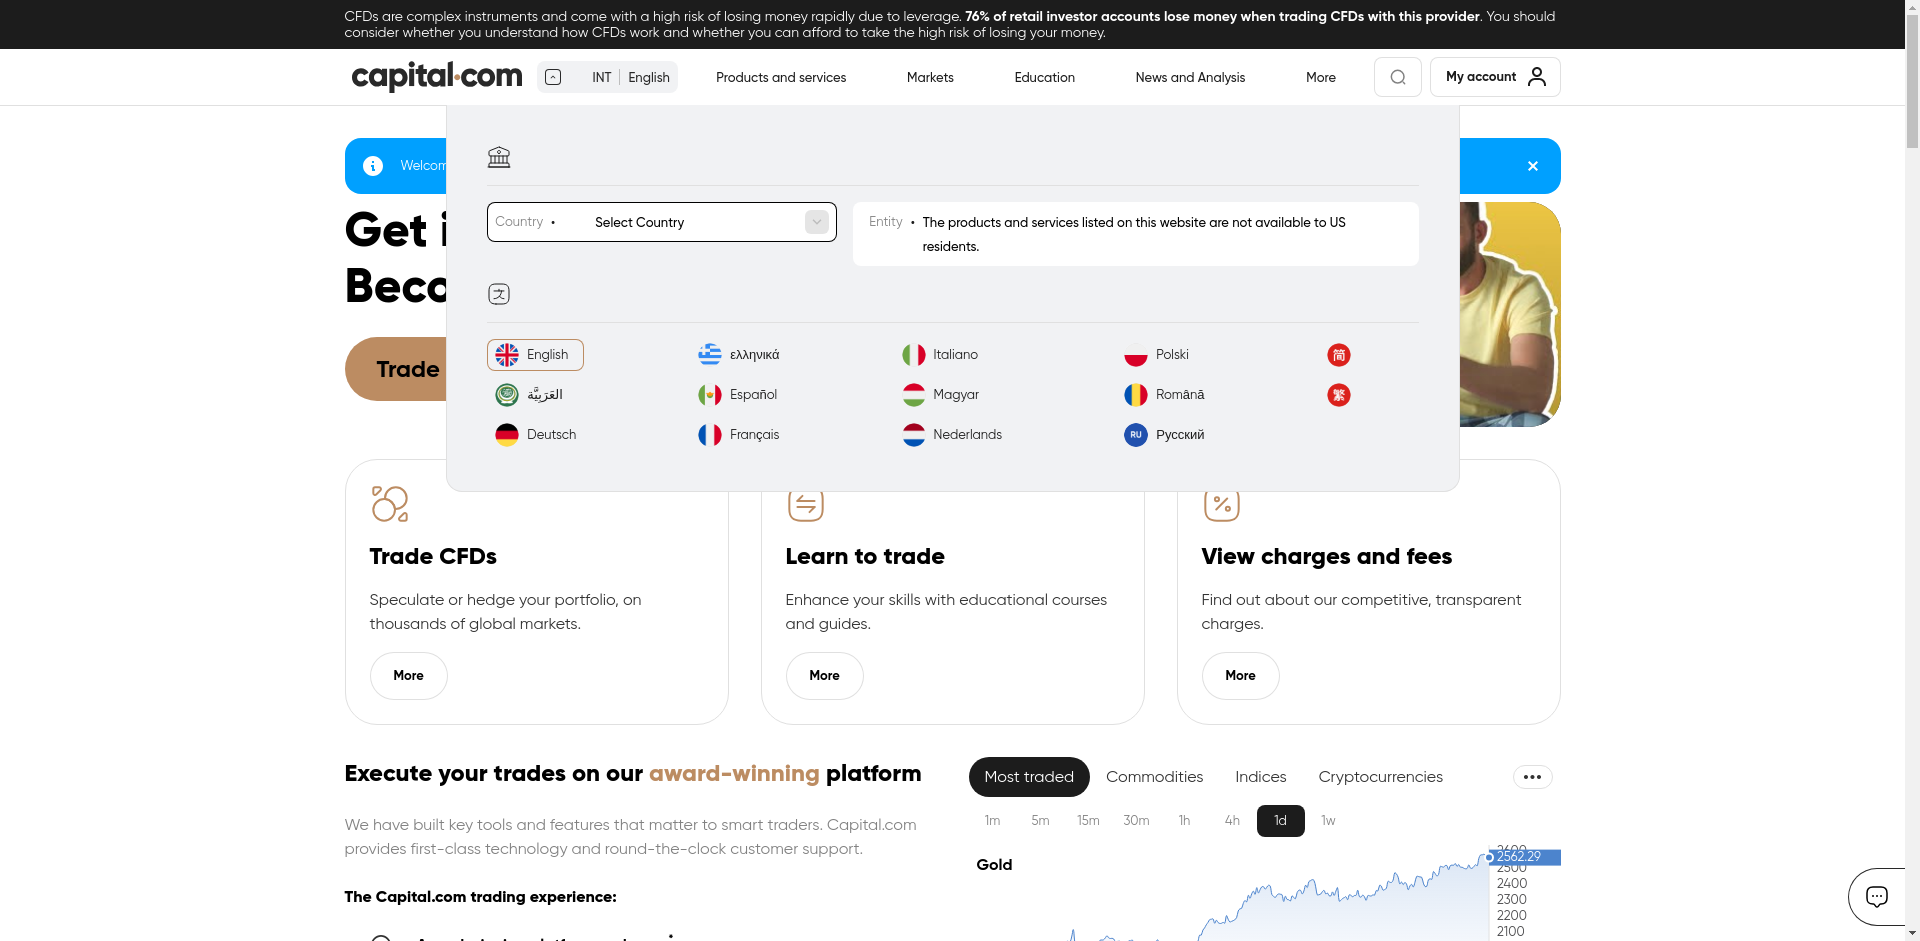 CFDs are complex instruments and come with a high risk of losing money rapidly due to leverage. 76% of retail investor accounts lose money when trading CFDs with this provider. You should
consider whether you understand how CFDs work and whether you can afford to take the high risk of losing your money.
capital.com
INT English
Products and services
Markets
Education
News and Analysis
More
My account
Welcom
Get i
Beco
Trade
Country • Select Country
Entity • The products and services listed on this website are not available to US
residents.
文
English
ελληνικά
Italiano
Polski
简
العَرَبِيَّة
Español
Magyar
Română
繁
Deutsch
Français
Nederlands
RU Русский
Trade CFDs
Speculate or hedge your portfolio, on
thousands of global markets.
More
Learn to trade
Enhance your skills with educational courses
and guides.
More
View charges and fees
Find out about our competitive, transparent
charges.
More
Execute your trades on our award-winning platform
We have built key tools and features that matter to smart traders. Capital.com
provides first-class technology and round-the-clock customer support.
The Capital.com trading experience:
Most traded
Commodities
Indices
Cryptocurrencies
1m 5m 15m 30m 1h 4h 1d 1w
Gold
2600
2562.29
2500
2400
2300
2200
2100